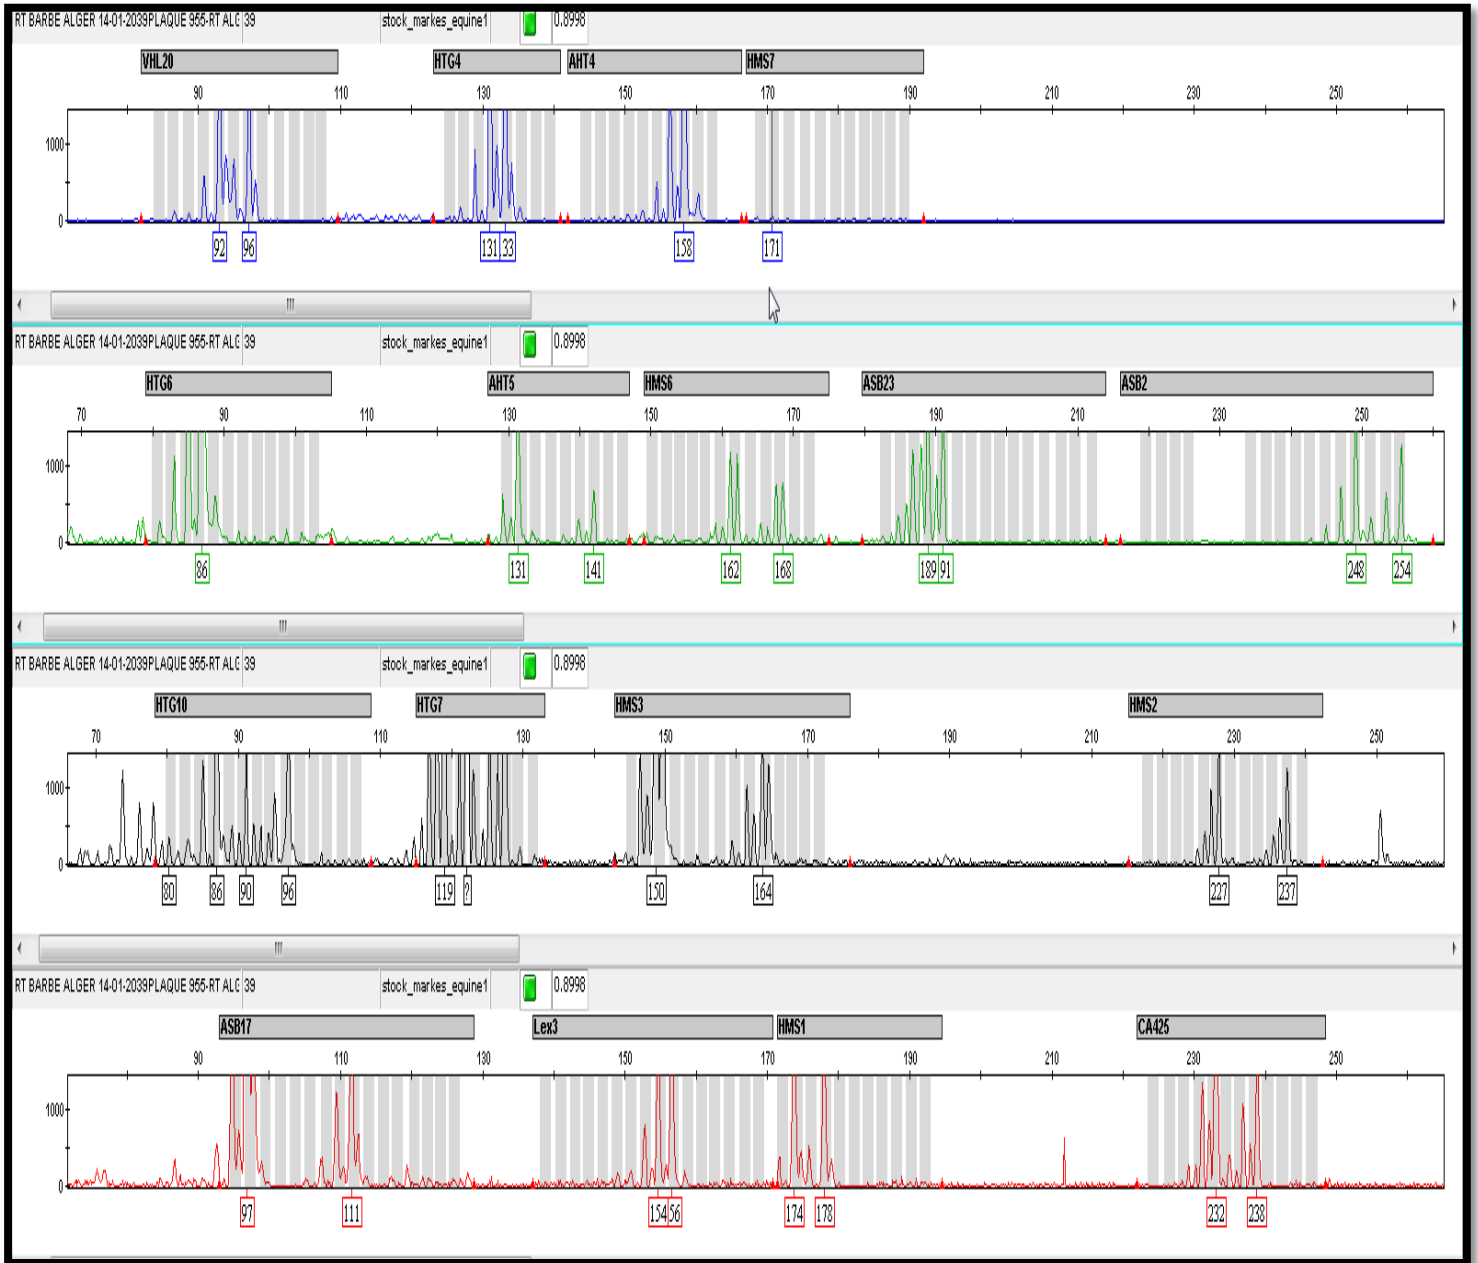 RT BARBE ALGER 14-01-2039PLAQUE 955-RT ALG 39 stock_markes_equine1 0.8998
VHL20 HTG4 AHT4 HMS7
90 110 130 150 170 190 210 230 250
1000
0
92 96 131 33 158 171
RT BARBE ALGER 14-01-2039PLAQUE 955-RT ALG 39 stock_markes_equine1 0.8998
HTG6 AHT5 HMS6 ASB23 ASB2
70 90 110 130 150 170 190 210 230 250
1000
0
86 131 141 162 168 189 91 248 254
RT BARBE ALGER 14-01-2039PLAQUE 955-RT ALG 39 stock_markes_equine1 0.8998
HTG10 HTG7 HMS3 HMS2
70 90 110 130 150 170 190 210 230 250
1000
0
80 86 90 96 119 ? 150 164 227 237
RT BARBE ALGER 14-01-2039PLAQUE 955-RT ALG 39 stock_markes_equine1 0.8998
ASB17 Lex3 HMS1 CA425
90 110 130 150 170 190 210 230 250
1000
0
97 111 154 56 174 178 232 238